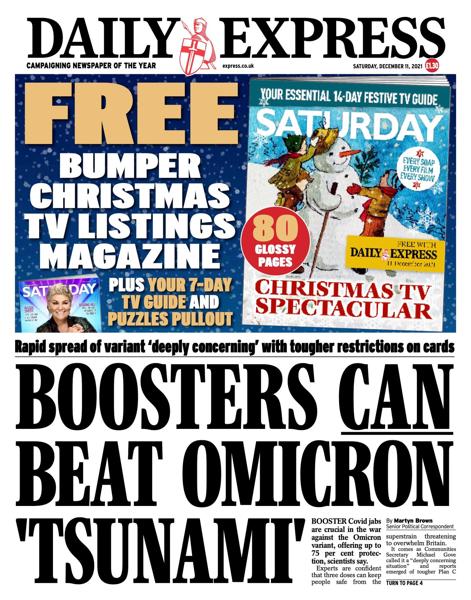 DAILY EXPRESS
CAMPAIGNING NEWSPAPER OF THE YEAR
express.co.uk
SATURDAY, DECEMBER 11, 2021
£1.30
FREE
BUMPER
CHRISTMAS
TV LISTINGS
MAGAZINE
PLUS YOUR 7-DAY
TV GUIDE AND
PUZZLES PULLOUT
SATURDAY
YOUR ESSENTIAL 14-DAY FESTIVE TV GUIDE
SATURDAY
EVERY SOAP
EVERY FILM
EVERY SHOW
80
GLOSSY
PAGES
FREE WITH
DAILY EXPRESS
11 December 2021
CHRISTMAS TV
SPECTACULAR
Rapid spread of variant 'deeply concerning' with tougher restrictions on cards
BOOSTERS CAN
BEAT OMICRON
'TSUNAMI'
BOOSTER Covid jabs
are crucial in the war
against the Omicron
variant, offering up to
75 per cent protec-
tion, scientists say.
Experts are confident
that three doses can keep
people safe from the
By Martyn Brown
Senior Political Correspondent
superstrain threatening
to overwhelm Britain.
It comes as Communities
Secretary Michael Gove
called it a "deeply concerning
situation" and reports
emerged of tougher Plan C
TURN TO PAGE 4